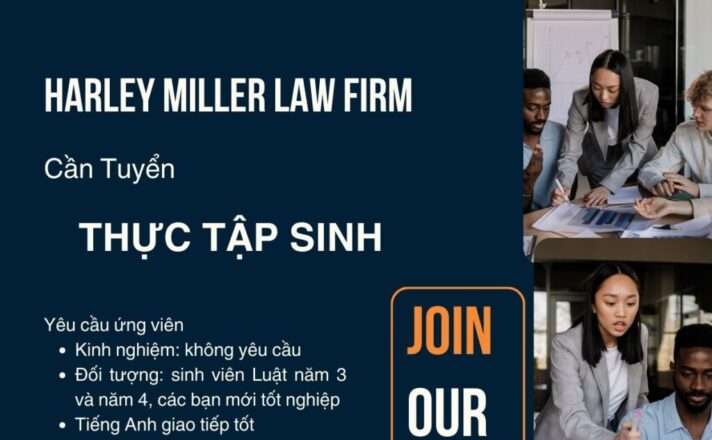 HARLEY MILLER LAW FIRM
Cần Tuyển
THỰC TẬP SINH
Yêu cầu ứng viên
• Kinh nghiệm: không yêu cầu
• Đối tượng: sinh viên Luật năm 3
và năm 4, các bạn mới tốt nghiệp
• Tiếng Anh giao tiếp tốt
JOIN
OUR